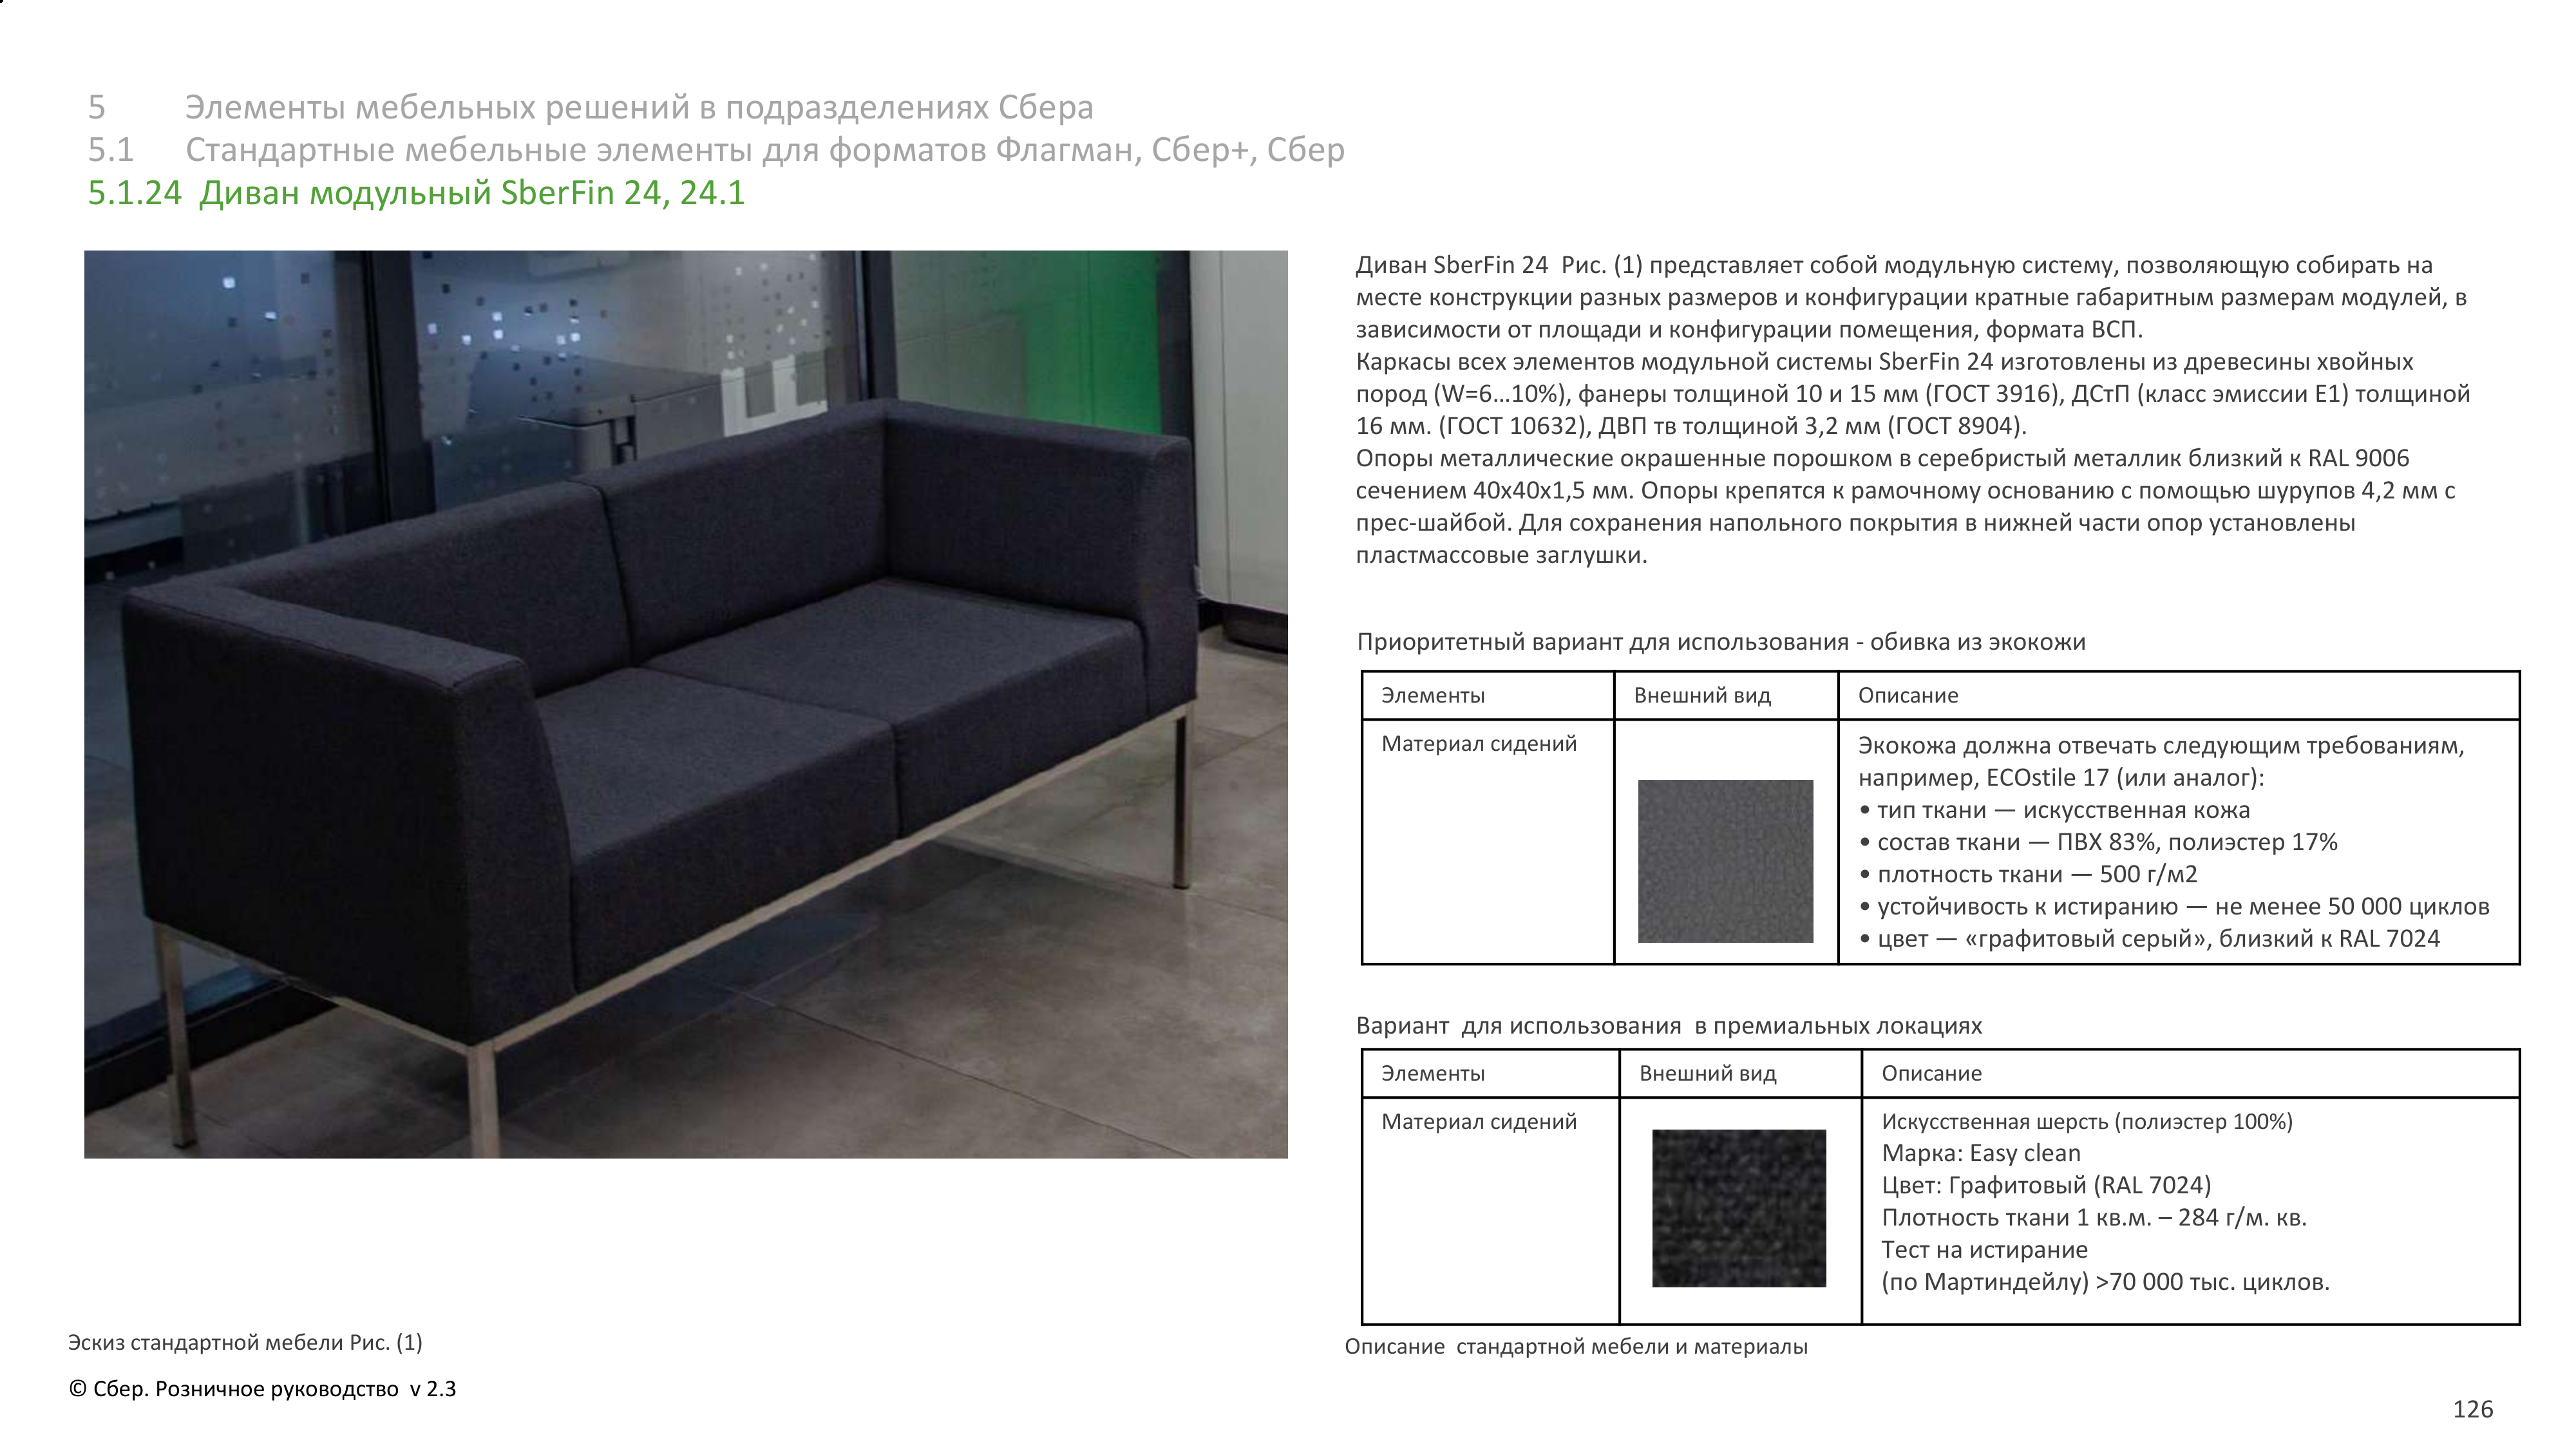 5 Элементы мебельных решений в подразделениях Сбера
5.1 Стандартные мебельные элементы для форматов Флагман, Сбер+, Сбер
5.1.24 Диван модульный SberFin 24, 24.1
Диван SberFin 24 Рис. (1) представляет собой модульную систему, позволяющую собирать на
месте конструкции разных размеров и конфигурации кратные габаритным размерам модулей, в
зависимости от площади и конфигурации помещения, формата ВСП.
Каркасы всех элементов модульной системы SberFin 24 изготовлены из древесины хвойных
пород (W=6…10%), фанеры толщиной 10 и 15 мм (ГОСТ 3916), ДСтП (класс эмиссии Е1) толщиной
16 мм. (ГОСТ 10632), ДВП тв толщиной 3,2 мм (ГОСТ 8904).
Опоры металлические окрашенные порошком в серебристый металлик близкий к RAL 9006
сечением 40х40х1,5 мм. Опоры крепятся к рамочному основанию с помощью шурупов 4,2 мм с
прес-шайбой. Для сохранения напольного покрытия в нижней части опор установлены
пластмассовые заглушки.
Приоритетный вариант для использования - обивка из экокожи
Элементы Внешний вид Описание
Материал сидений
Экокожа должна отвечать следующим требованиям,
например, ECOstile 17 (или аналог):
• тип ткани — искусственная кожа
• состав ткани — ПВХ 83%, полиэстер 17%
• плотность ткани — 500 г/м2
• устойчивость к истиранию — не менее 50 000 циклов
• цвет — «графитовый серый», близкий к RAL 7024
Вариант для использования в премиальных локациях
Элементы Внешний вид Описание
Материал сидений
Искусственная шерсть (полиэстер 100%)
Марка: Easy clean
Цвет: Графитовый (RAL 7024)
Плотность ткани 1 кв.м. – 284 г/м. кв.
Тест на истирание
(по Мартиндейлу) >70 000 тыс. циклов.
Эскиз стандартной мебели Рис. (1)
Описание стандартной мебели и материалы
© Сбер. Розничное руководство v 2.3
126